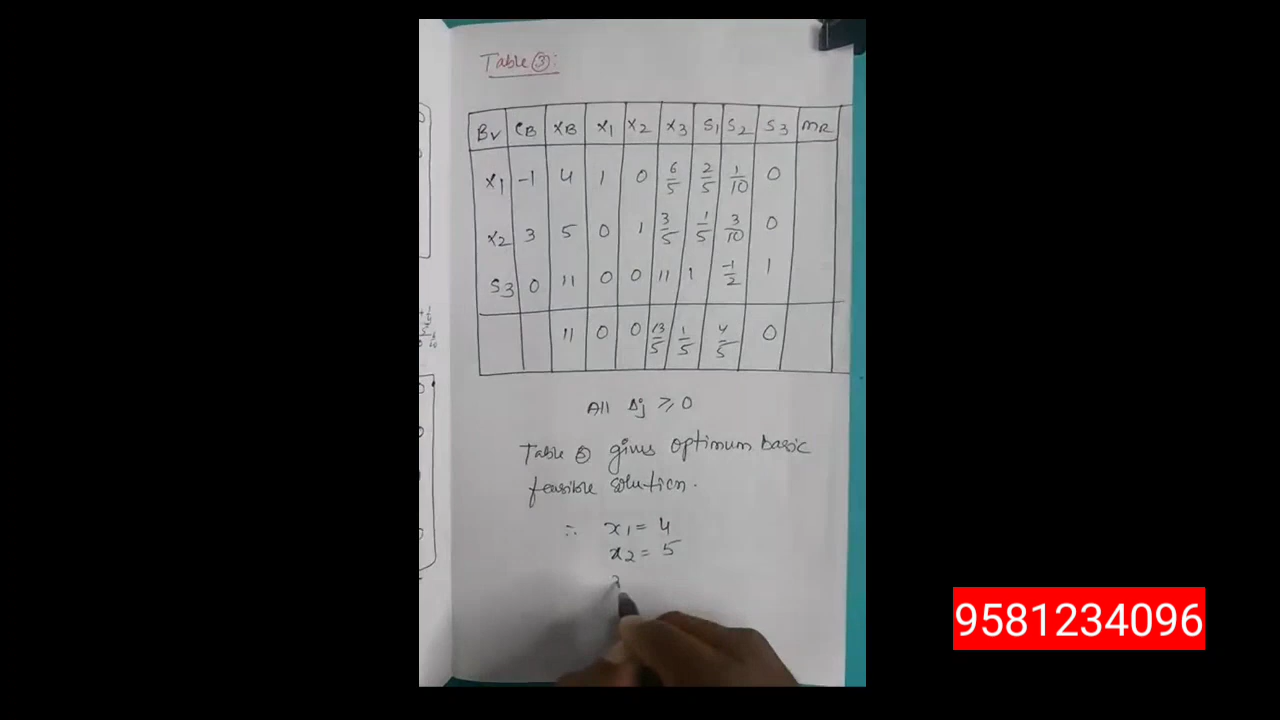 Table ③:
BV CB XB X1 X2 X3 S1 S2 S3 MR
X1 -1 4 1 0 6/5 2/5 1/10 0
X2 3 5 0 1 3/5 1/5 3/10 0
S3 0 11 0 0 11 1 -1/2 1
11 0 0 13/5 1/5 4/5 0
All Δj ≥ 0
Table ③ gives optimum basic
feasible solution.
∴ x1 = 4
x2 = 5
9581234096